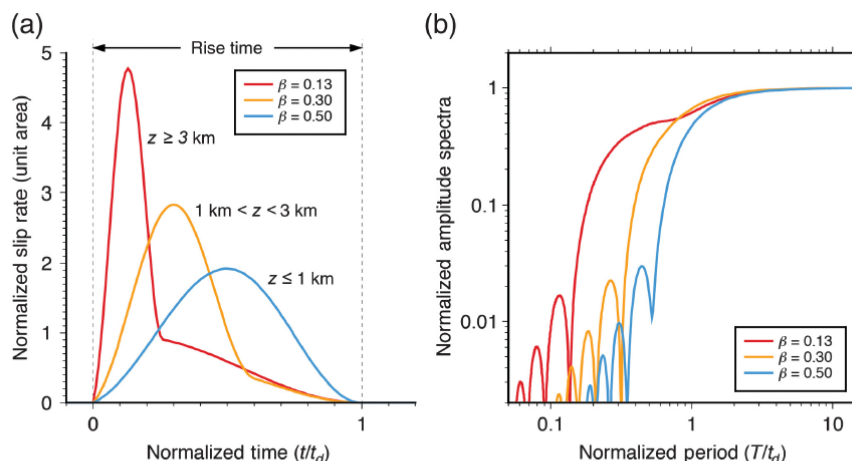 (a)
Rise time
5
4
3
2
1
0
Normalized slip rate (unit area)
β = 0.13
β = 0.30
β = 0.50
z ≥ 3 km
1 km < z < 3 km
z ≤ 1 km
0
1
Normalized time (t/td)
(b)
1
0.1
0.01
Normalized amplitude spectra
β = 0.13
β = 0.30
β = 0.50
0.1
1
10
Normalized period (T/td)